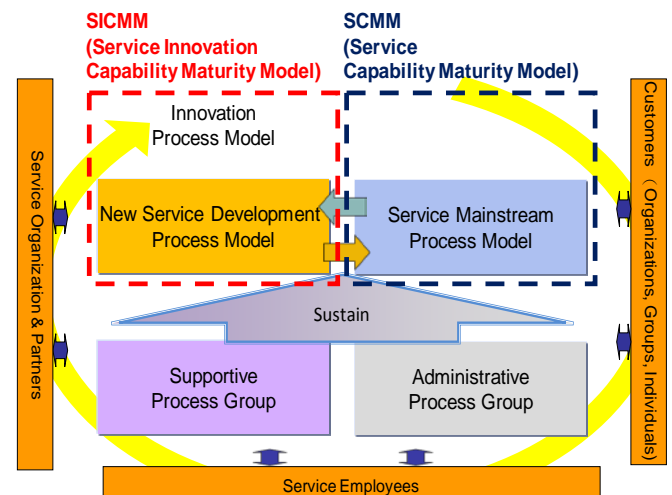 SICMM
(Service Innovation
Capability Maturity Model)
SCMM
(Service
Capability Maturity Model)
Innovation
Process Model
New Service Development
Process Model
Service Mainstream
Process Model
Sustain
Supportive
Process Group
Administrative
Process Group
Service Organization & Partners
Customers（Organizations, Groups, Individuals)
Service Employees